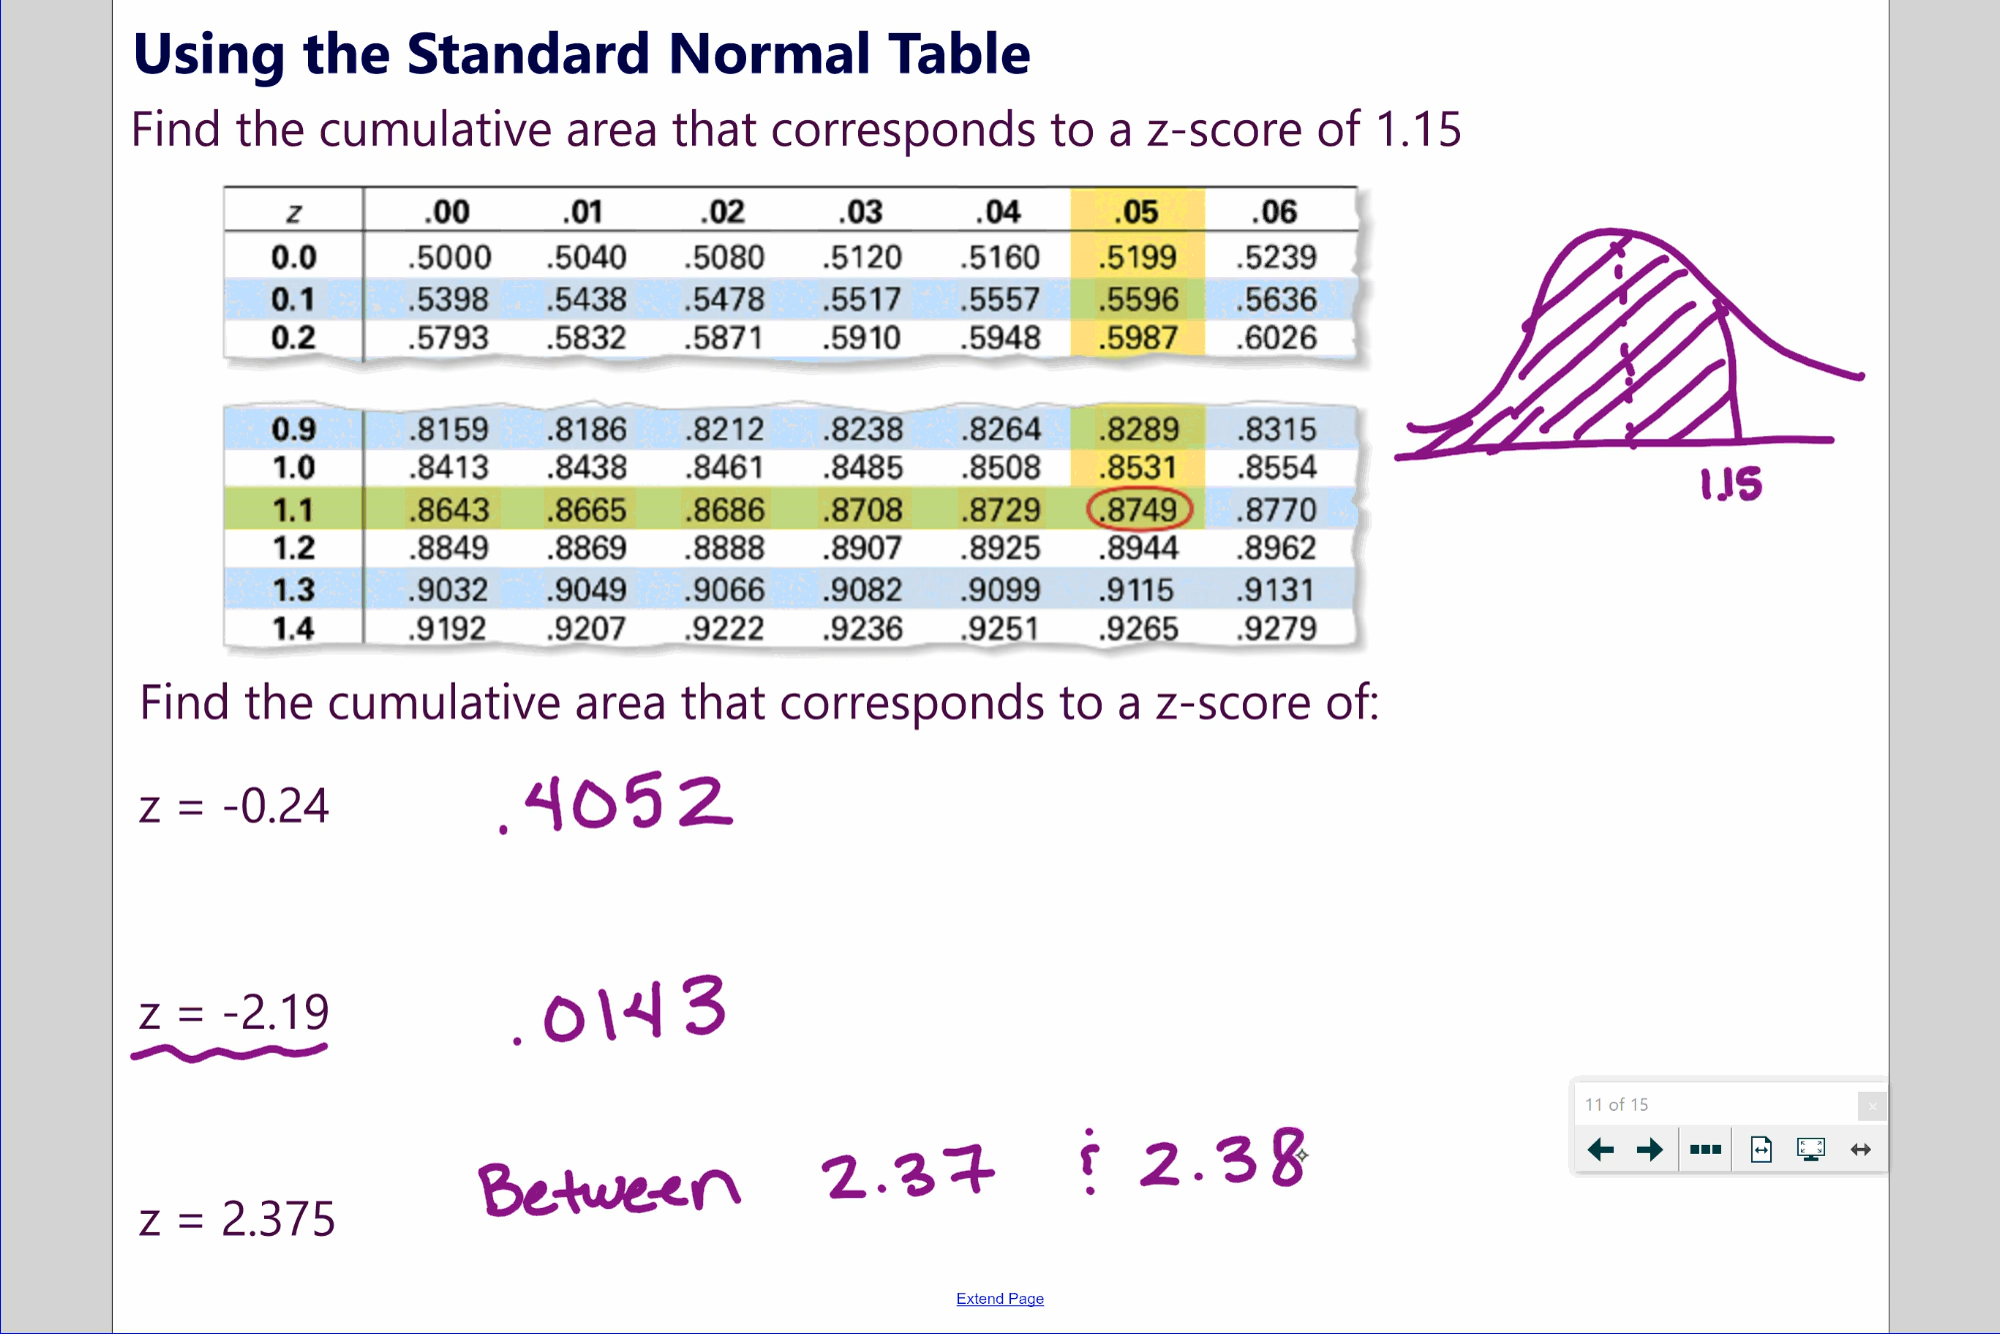 Using the Standard Normal Table
Find the cumulative area that corresponds to a z-score of 1.15
z .00 .01 .02 .03 .04 .05 .06
0.0 .5000 .5040 .5080 .5120 .5160 .5199 .5239
0.1 .5398 .5438 .5478 .5517 .5557 .5596 .5636
0.2 .5793 .5832 .5871 .5910 .5948 .5987 .6026
0.9 .8159 .8186 .8212 .8238 .8264 .8289 .8315
1.0 .8413 .8438 .8461 .8485 .8508 .8531 .8554
1.1 .8643 .8665 .8686 .8708 .8729 .8749 .8770
1.2 .8849 .8869 .8888 .8907 .8925 .8944 .8962
1.3 .9032 .9049 .9066 .9082 .9099 .9115 .9131
1.4 .9192 .9207 .9222 .9236 .9251 .9265 .9279
1.15
Find the cumulative area that corresponds to a z-score of:
z = -0.24 .4052
z = -2.19 .0143
z = 2.375 Between 2.37 & 2.38
11 of 15
Extend Page